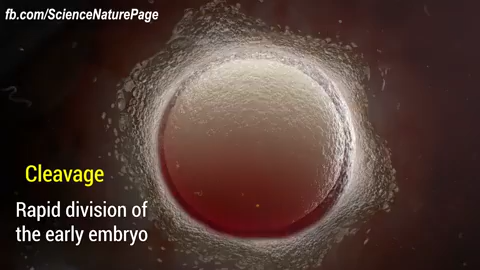 fb.com/ScienceNaturePage
Cleavage
Rapid division of
the early embryo